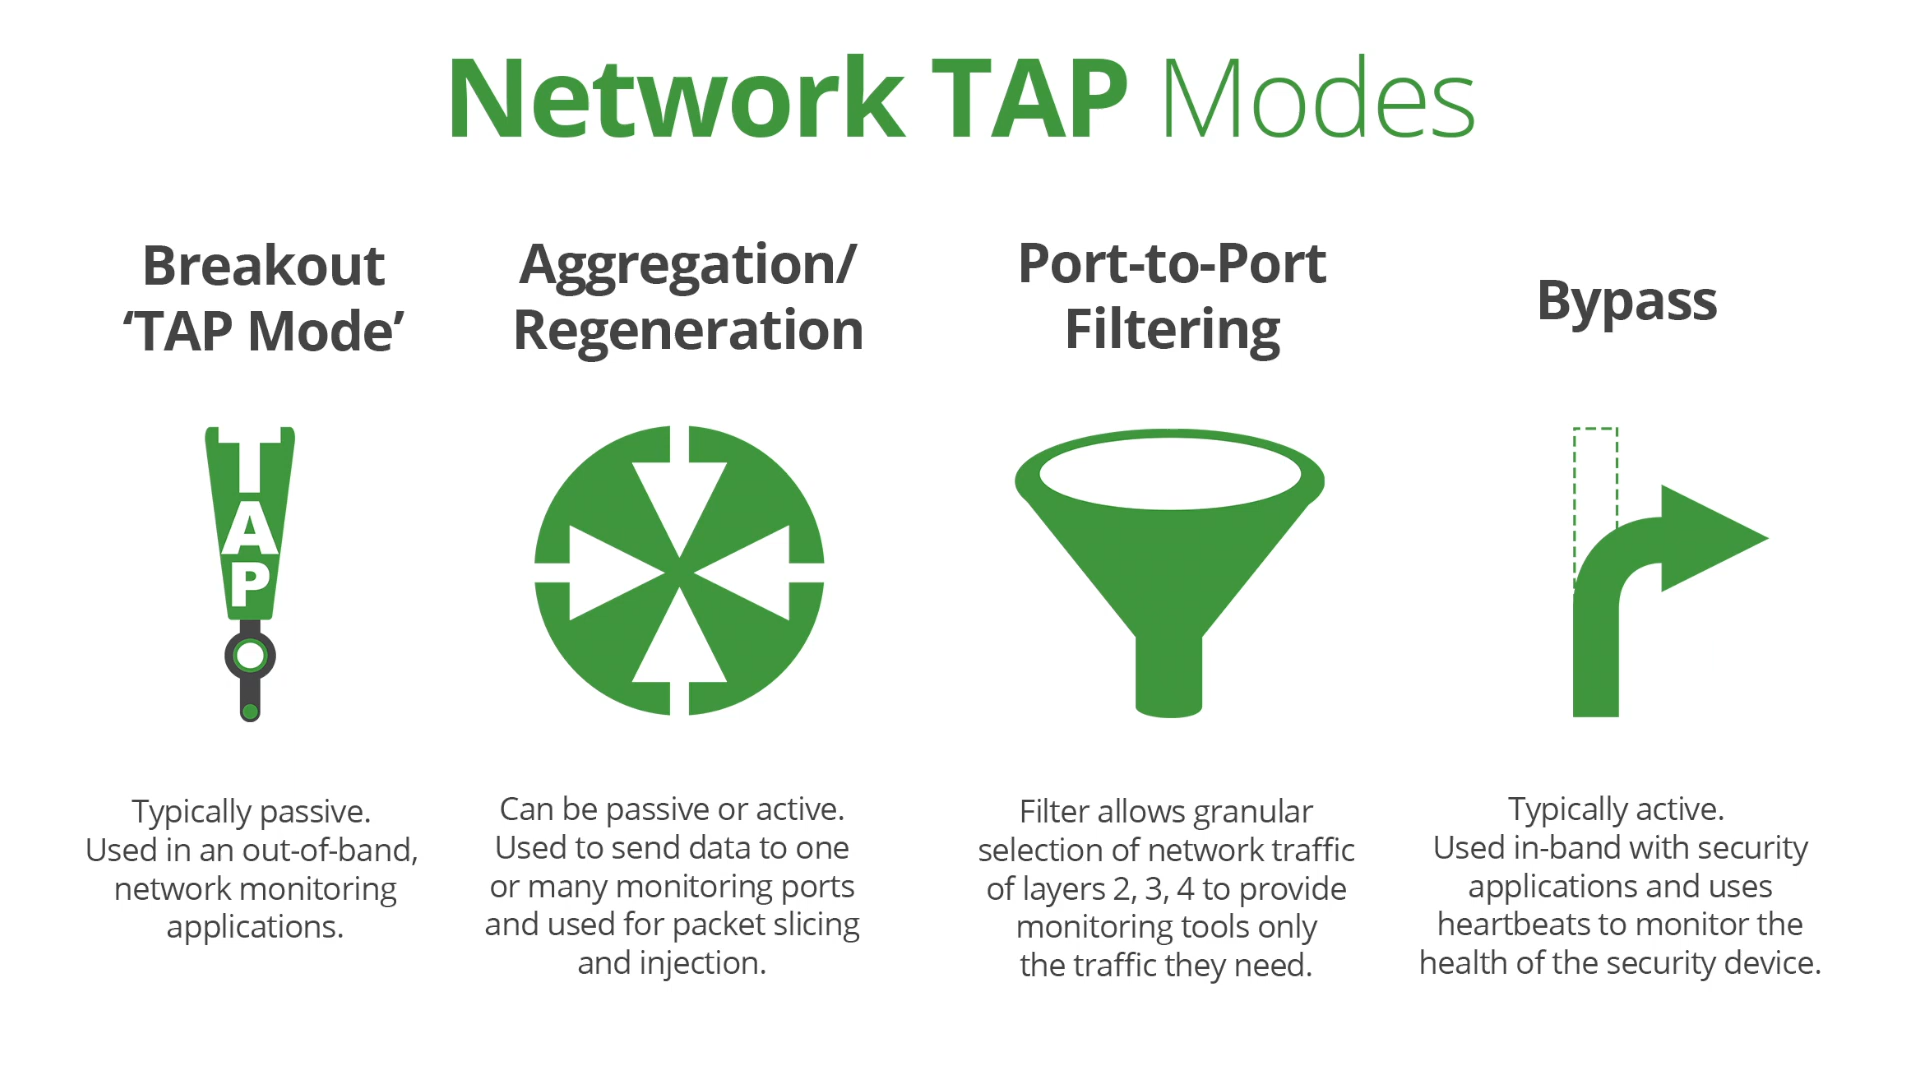 Network TAP Modes
Breakout
‘TAP Mode’
T
A
P
Typically passive.
Used in an out-of-band,
network monitoring
applications.
Aggregation/
Regeneration
Can be passive or active.
Used to send data to one
or many monitoring ports
and used for packet slicing
and injection.
Port-to-Port
Filtering
Filter allows granular
selection of network traffic
of layers 2, 3, 4 to provide
monitoring tools only
the traffic they need.
Bypass
Typically active.
Used in-band with security
applications and uses
heartbeats to monitor the
health of the security device.